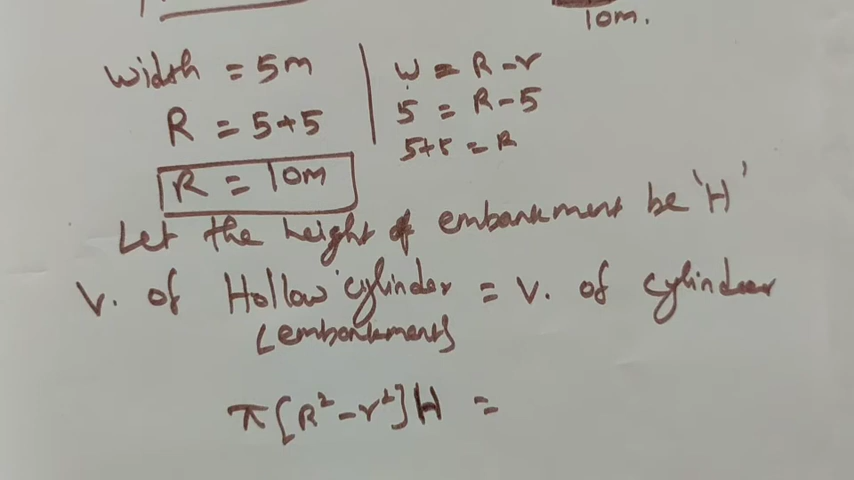 10m.
Width = 5m
R = 5+5
R = 10m
w = R-r
5 = R-5
5+5 = R
Let the height of embankment be 'H'
V. of Hollow cylinder = V. of cylinder
(embankment)
π[R²-r²]H =